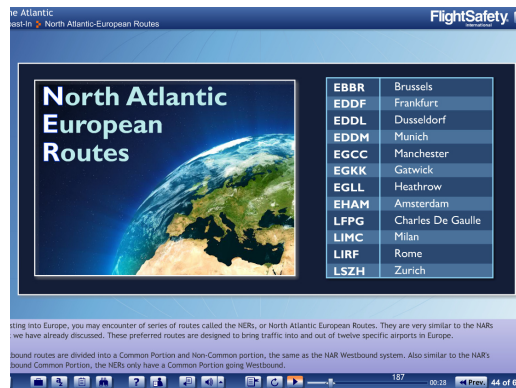 ne Atlantic
FlightSafety
international
oast-In North Atlantic-European Routes
North Atlantic
European
Routes
EBBR Brussels
EDDF Frankfurt
EDDL Dusseldorf
EDDM Munich
EGCC Manchester
EGKK Gatwick
EGLL Heathrow
EHAM Amsterdam
LFPG Charles De Gaulle
LIMC Milan
LIRF Rome
LSZH Zurich
sting into Europe, you may encounter of series of routes called the NERs, or North Atlantic European Routes. They are very similar to the NARs
we have already discussed. These preferred routes are designed to bring traffic into and out of twelve specific airports in Europe.
bound routes are divided into a Common Portion and Non-Common portion, the same as the NAR Westbound system. Also similar to the NAR's
bound Common Portion, the NERs only have a Common Portion going Westbound.
187
00:28
Prev.
44 of 6